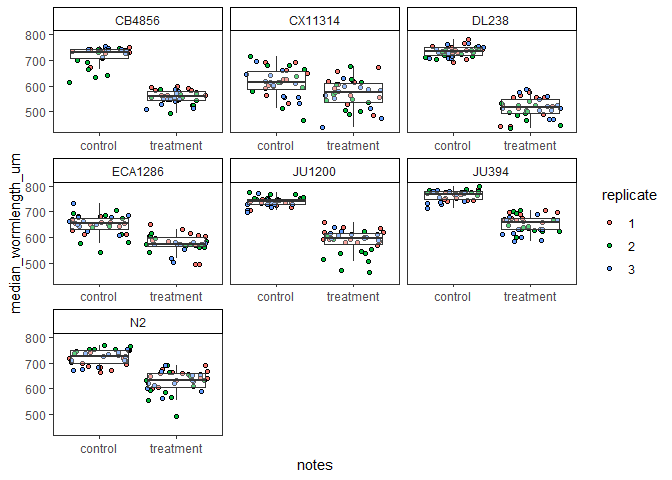 CB4856 CX11314 DL238
800
700
600
500
control treatment control treatment control treatment
ECA1286 JU1200 JU394
800
700
600
500
control treatment control treatment control treatment
N2
800
700
600
500
control treatment
notes
median_wormlength_um
replicate
1
2
3